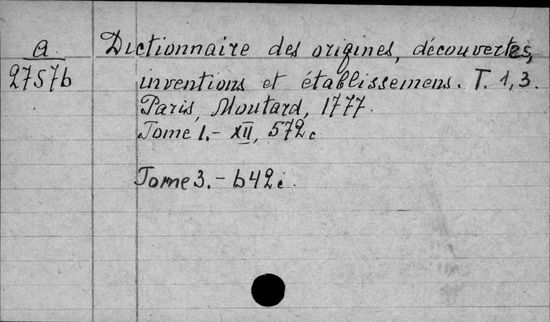 a
27576
Dictionnaire des origines, découvertes,
inventions et établissemens. T. 1,3.
Paris, Moutard, 1777.
Tome 1.- XII, 572 c
Tome 3.- 642 c.